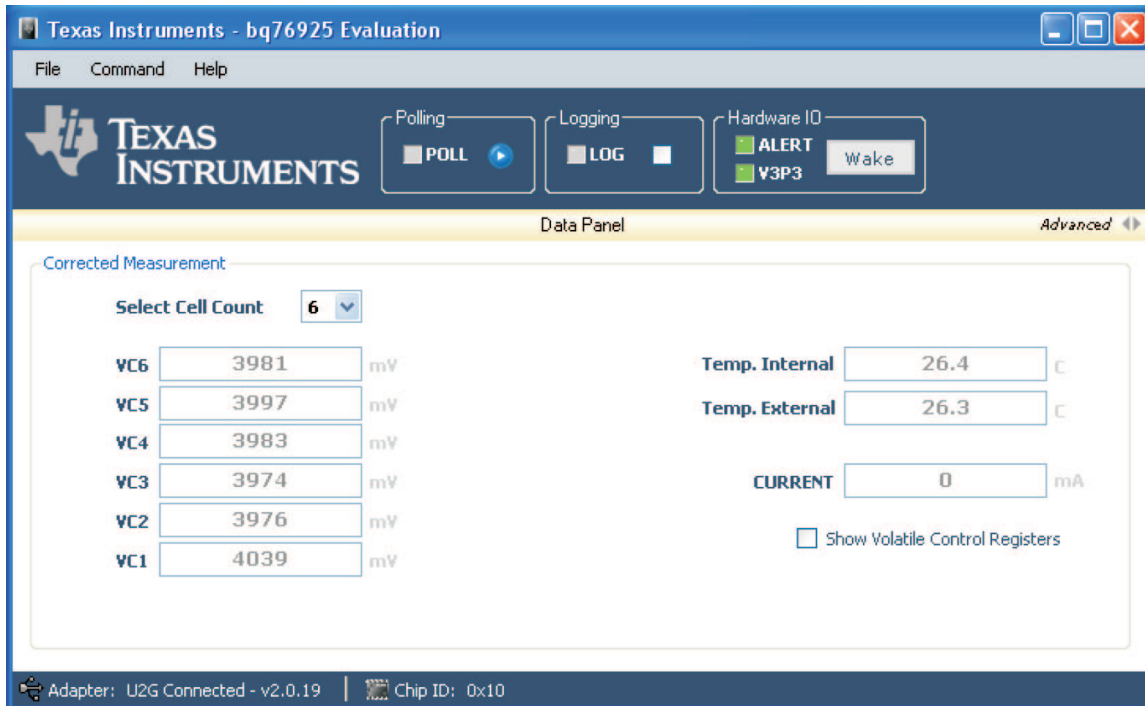 Texas Instruments - bq76925 Evaluation
File Command Help
TEXAS INSTRUMENTS
Polling
POLL
Logging
LOG
Hardware IO
ALERT
V3P3
Wake
Data Panel
Advanced
Corrected Measurement
Select Cell Count 6
VC6 3981 mV
VC5 3997 mV
VC4 3983 mV
VC3 3974 mV
VC2 3976 mV
VC1 4039 mV
Temp. Internal 26.4 C
Temp. External 26.3 C
CURRENT 0 mA
Show Volatile Control Registers
Adapter: U2G Connected - v2.0.19 | Chip ID: 0x10